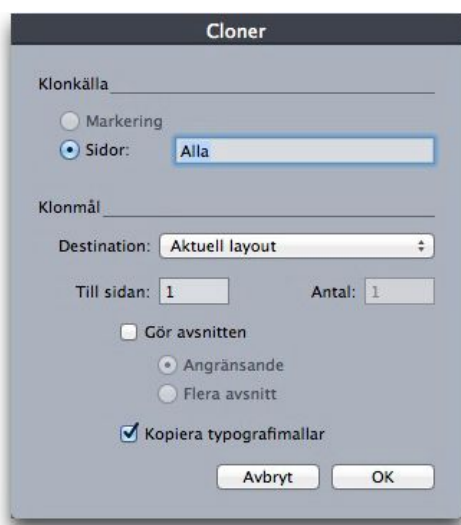 Cloner
Klonkälla
Markering
Sidor: Alla
Klonmål
Destination: Aktuell layout
Till sidan: 1 Antal: 1
Gör avsnitten
Angränsande
Flera avsnitt
Kopiera typografimallar
Avbryt OK